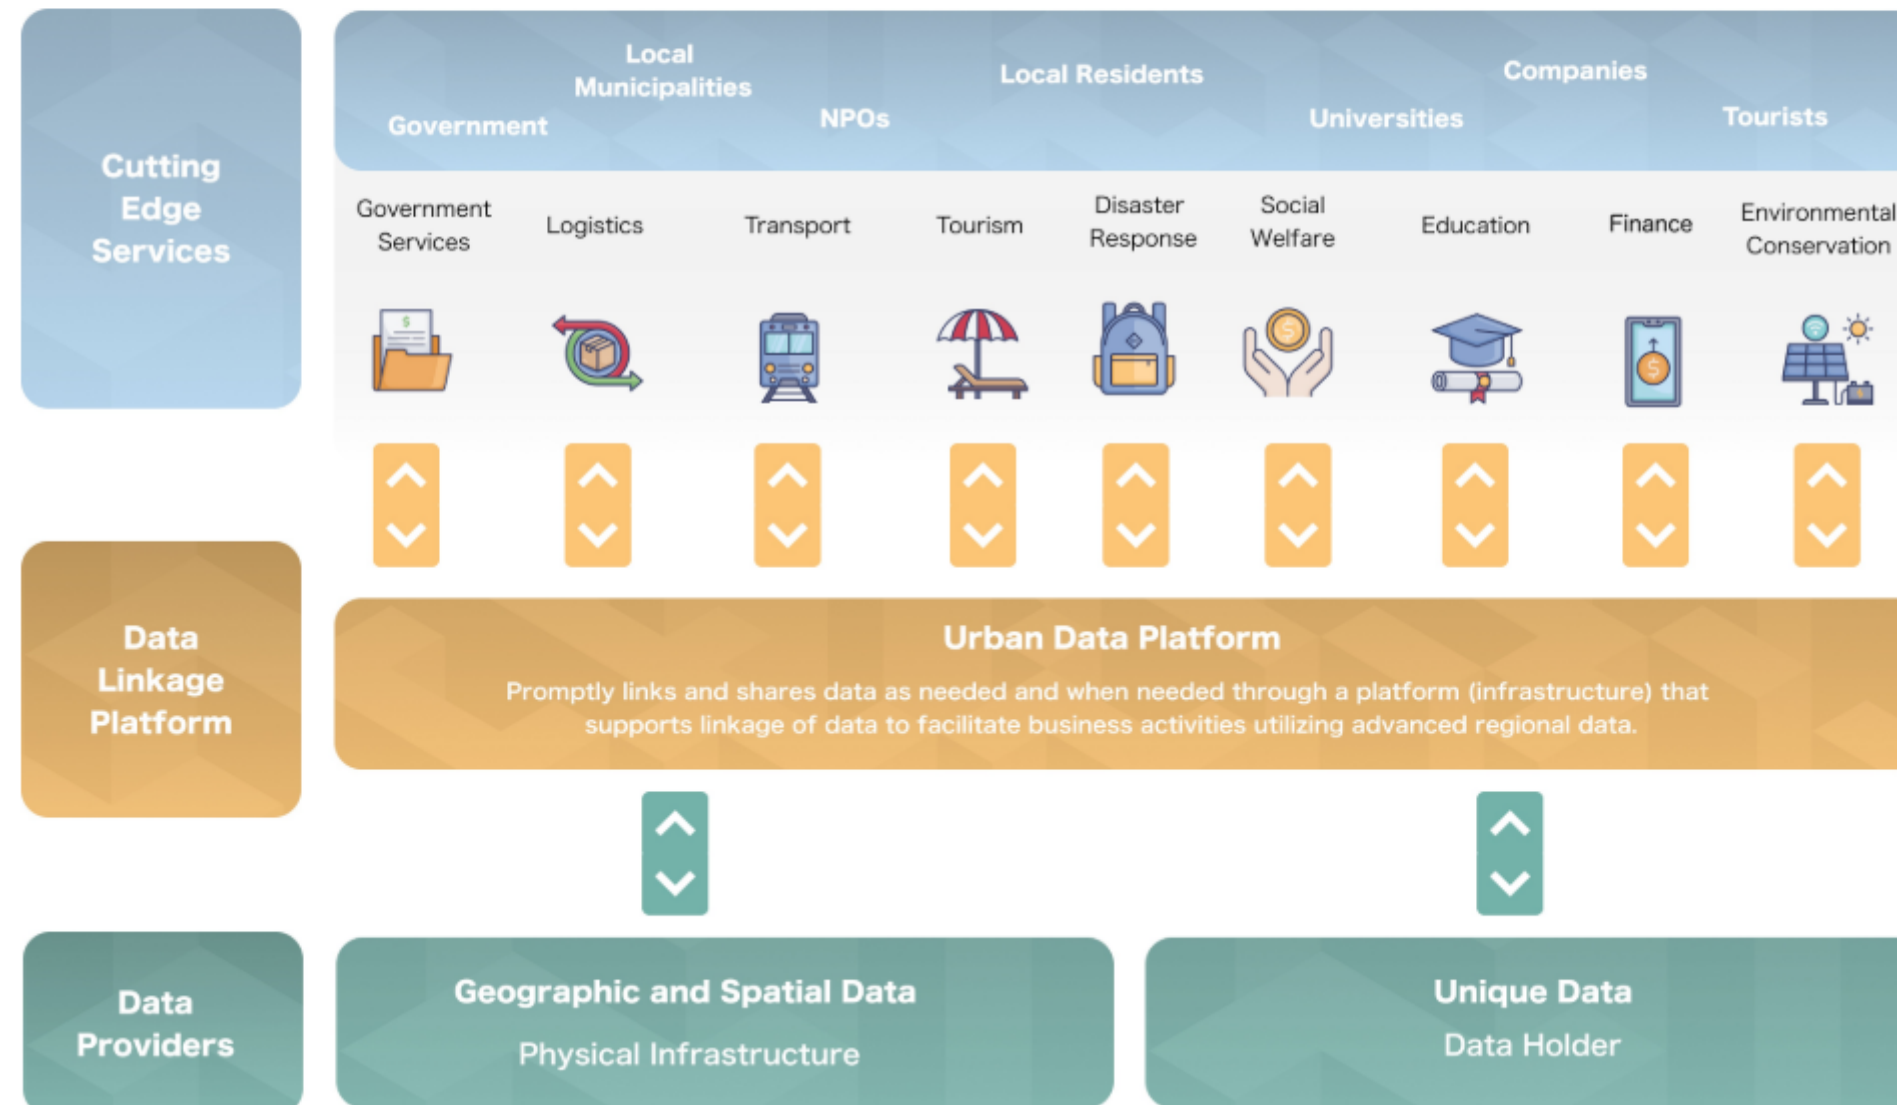 Cutting
Edge
Services
Local
Municipalities
Government
NPOs
Local Residents
Universities
Companies
Tourists
Government
Services
Logistics
Transport
Tourism
Disaster
Response
Social
Welfare
Education
Finance
Environmental
Conservation
$
$
$
Data
Linkage
Platform
Urban Data Platform
Promptly links and shares data as needed and when needed through a platform (infrastructure) that
supports linkage of data to facilitate business activities utilizing advanced regional data.
Data
Providers
Geographic and Spatial Data
Physical Infrastructure
Unique Data
Data Holder